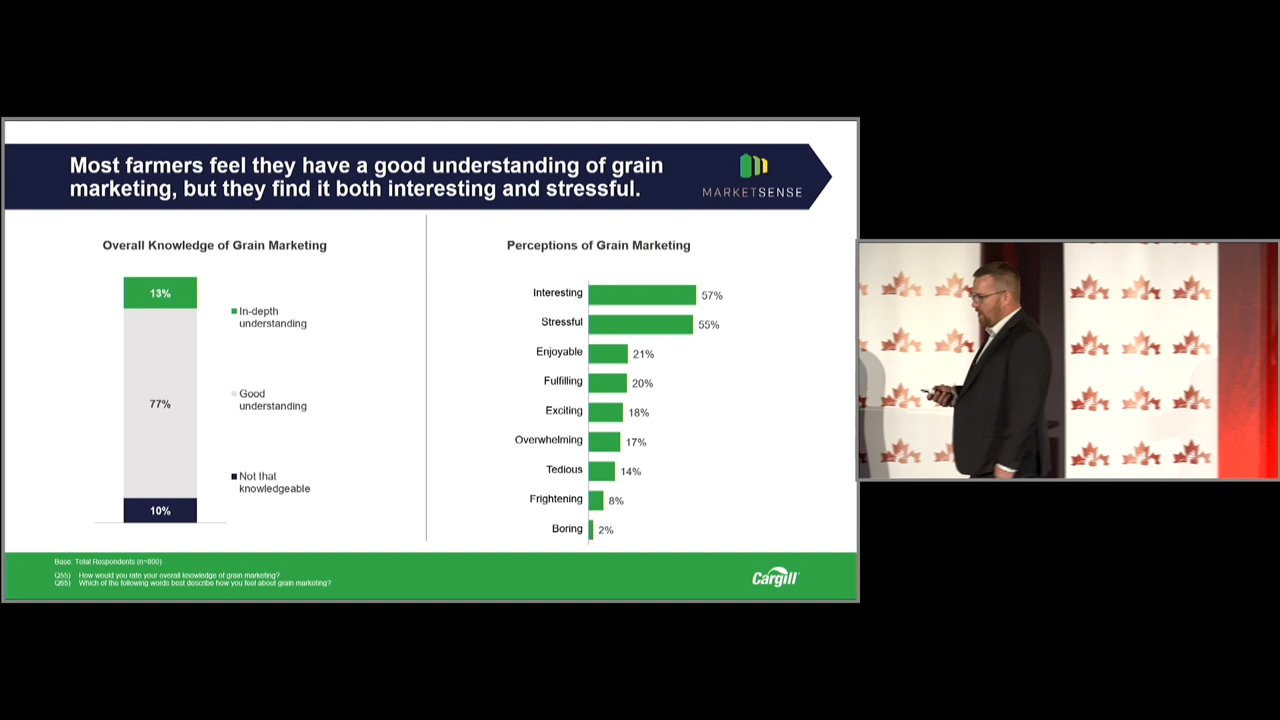 Most farmers feel they have a good understanding of grain
marketing, but they find it both interesting and stressful.
MARKETSENSE
Overall Knowledge of Grain Marketing
13%
77%
10%
In-depth
understanding
Good
understanding
Not that
knowledgeable
Perceptions of Grain Marketing
Interesting 57%
Stressful 55%
Enjoyable 21%
Fulfilling 20%
Exciting 18%
Overwhelming 17%
Tedious 14%
Frightening 8%
Boring 2%
Base: Total Respondents (n=800)
Q55) How would you rate your overall knowledge of grain marketing?
Q65) Which of the following words best describe how you feel about grain marketing?
Cargill